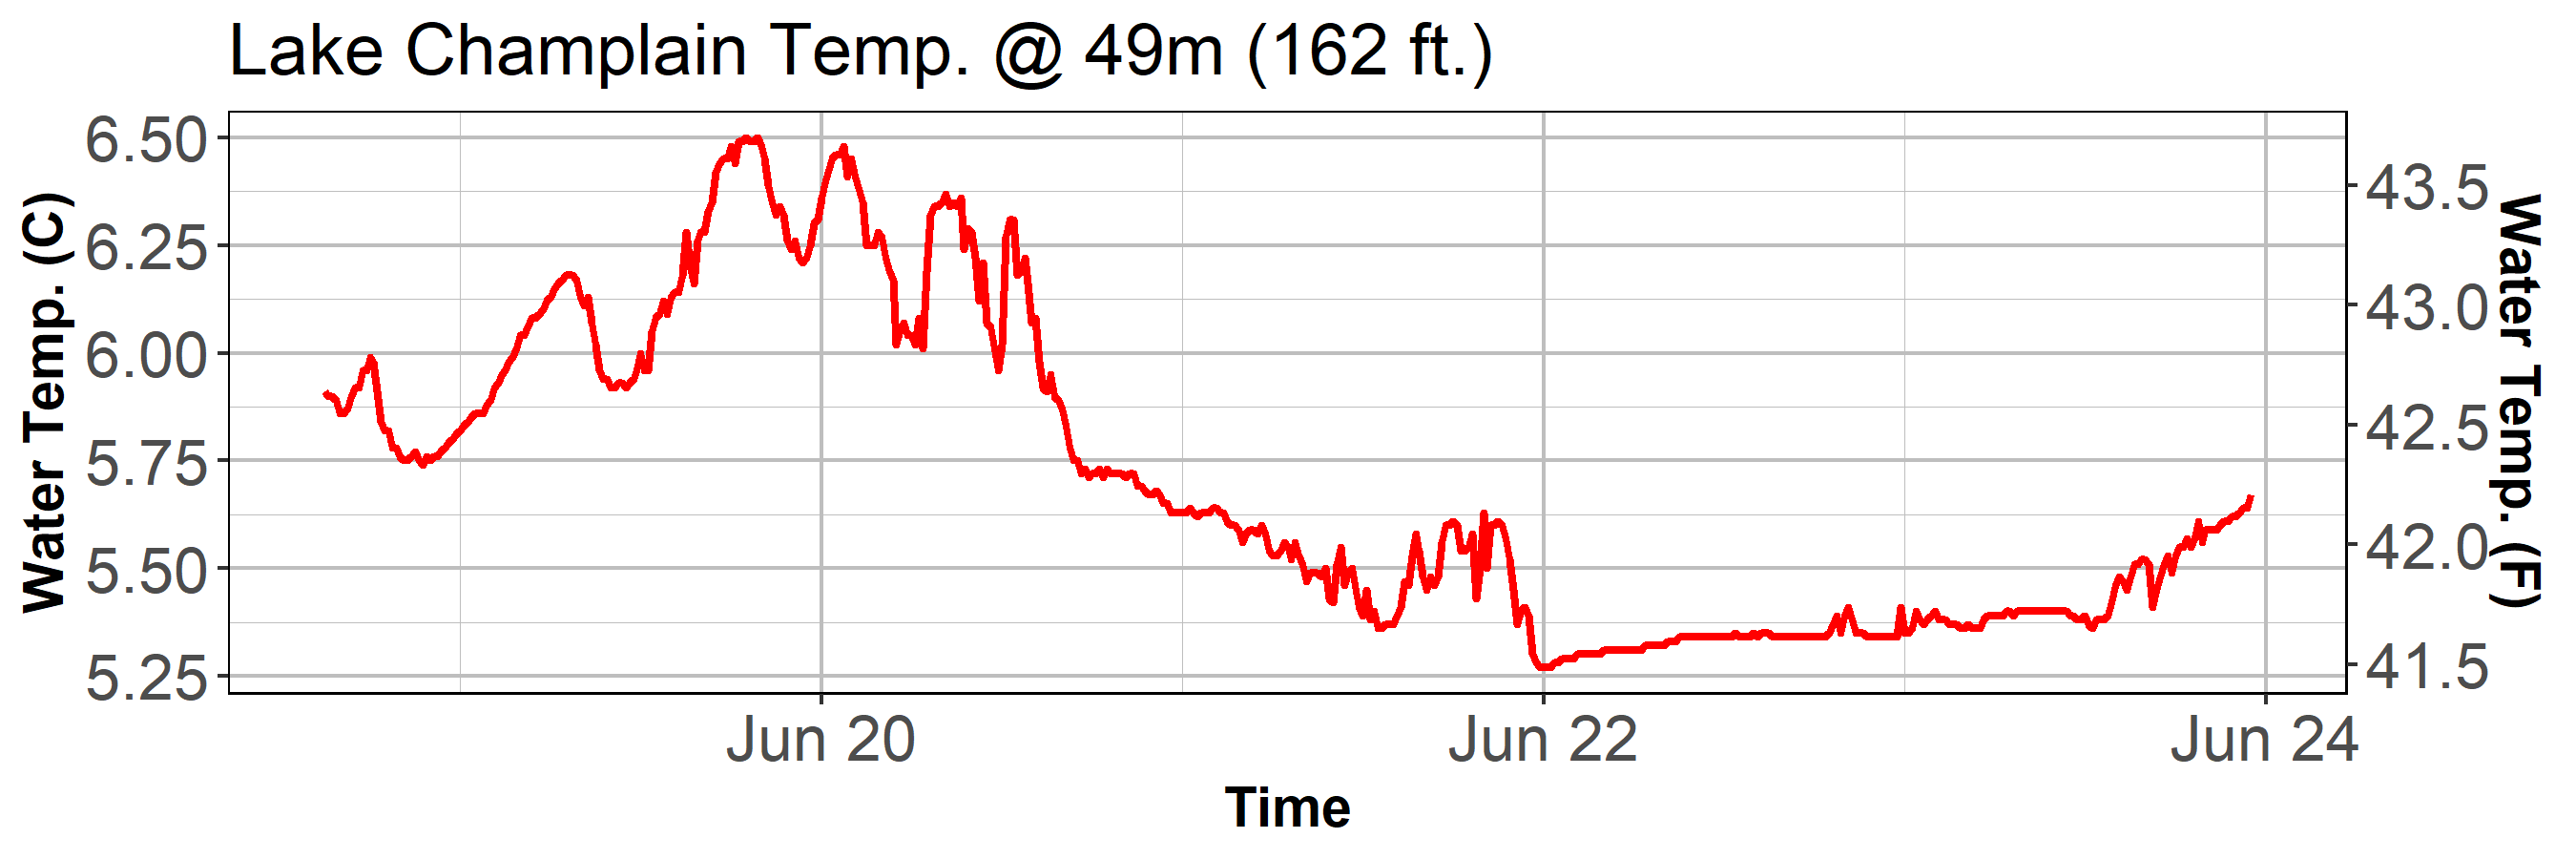 Lake Champlain Temp. @ 49m (162 ft.)
Water Temp. (C)
6.50
6.25
6.00
5.75
5.50
5.25
43.5
43.0
42.5
42.0
41.5
Water Temp. (F)
Jun 20
Jun 22
Jun 24
Time